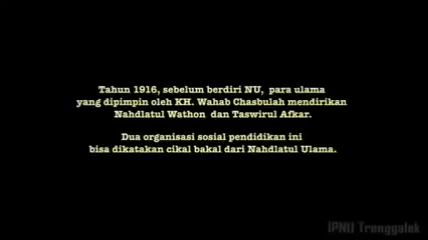 Tahun 1916, sebelum berdiri NU, para ulama
yang dipimpin oleh KH. Wahab Chasbulah mendirikan
Nahdlatul Wathon dan Taswirul Afkar.
Dua organisasi sosial pendidikan ini
bisa dikatakan cikal bakal dari Nahdlatul Ulama.
IPNU Trenggalek